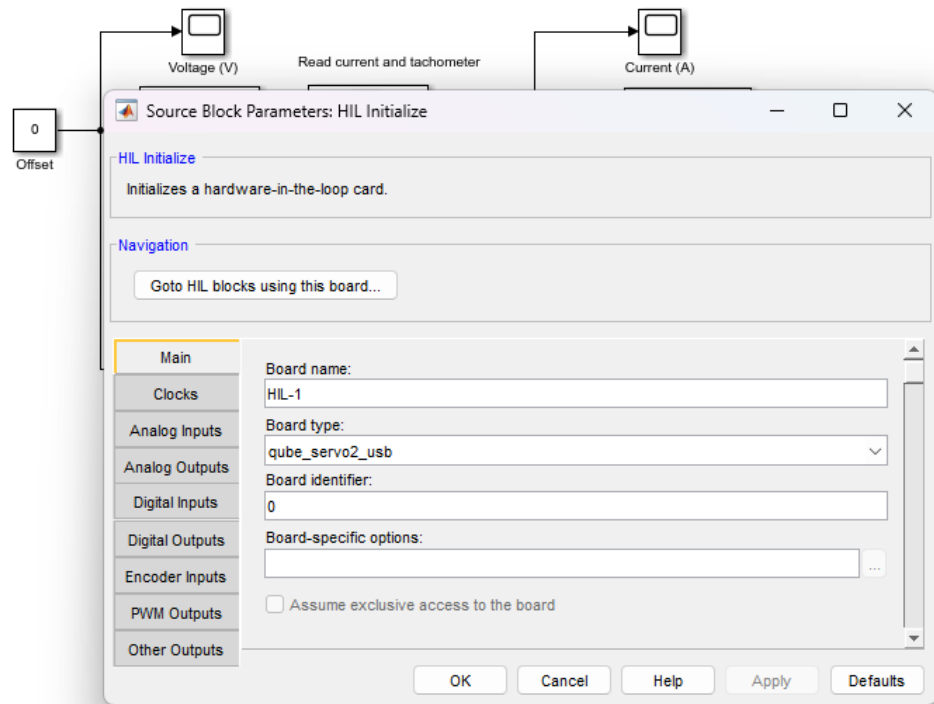 Voltage (V)
Read current and tachometer
Current (A)
0
Offset
Source Block Parameters: HIL Initialize
HIL Initialize
Initializes a hardware-in-the-loop card.
Navigation
Goto HIL blocks using this board...
Main
Clocks
Analog Inputs
Analog Outputs
Digital Inputs
Digital Outputs
Encoder Inputs
PWM Outputs
Other Outputs
Board name:
HIL-1
Board type:
qube_servo2_usb
Board identifier:
0
Board-specific options:
...
Assume exclusive access to the board
OK Cancel Help Apply Defaults